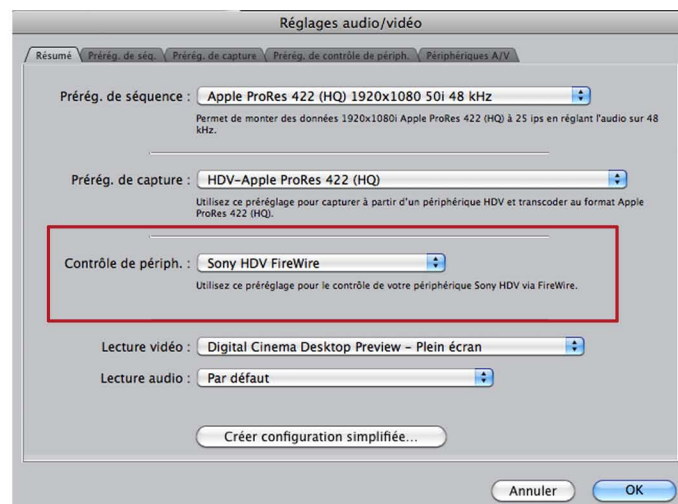 Réglages audio/vidéo
Résumé Prérég. de séq. Prérég. de capture Prérég. de contrôle de périph. Périphériques A/V
Prérég. de séquence : Apple ProRes 422 (HQ) 1920x1080 50i 48 kHz
Permet de monter des données 1920x1080i Apple ProRes 422 (HQ) à 25 ips en réglant l'audio sur 48
kHz.
Prérég. de capture : HDV-Apple ProRes 422 (HQ)
Utilisez ce préréglage pour capturer à partir d'un périphérique HDV et transcoder au format Apple
ProRes 422 (HQ).
Contrôle de périph. : Sony HDV FireWire
Utilisez ce préréglage pour le contrôle de votre périphérique Sony HDV via FireWire.
Lecture vidéo : Digital Cinema Desktop Preview – Plein écran
Lecture audio : Par défaut
Créer configuration simplifiée...
Annuler OK